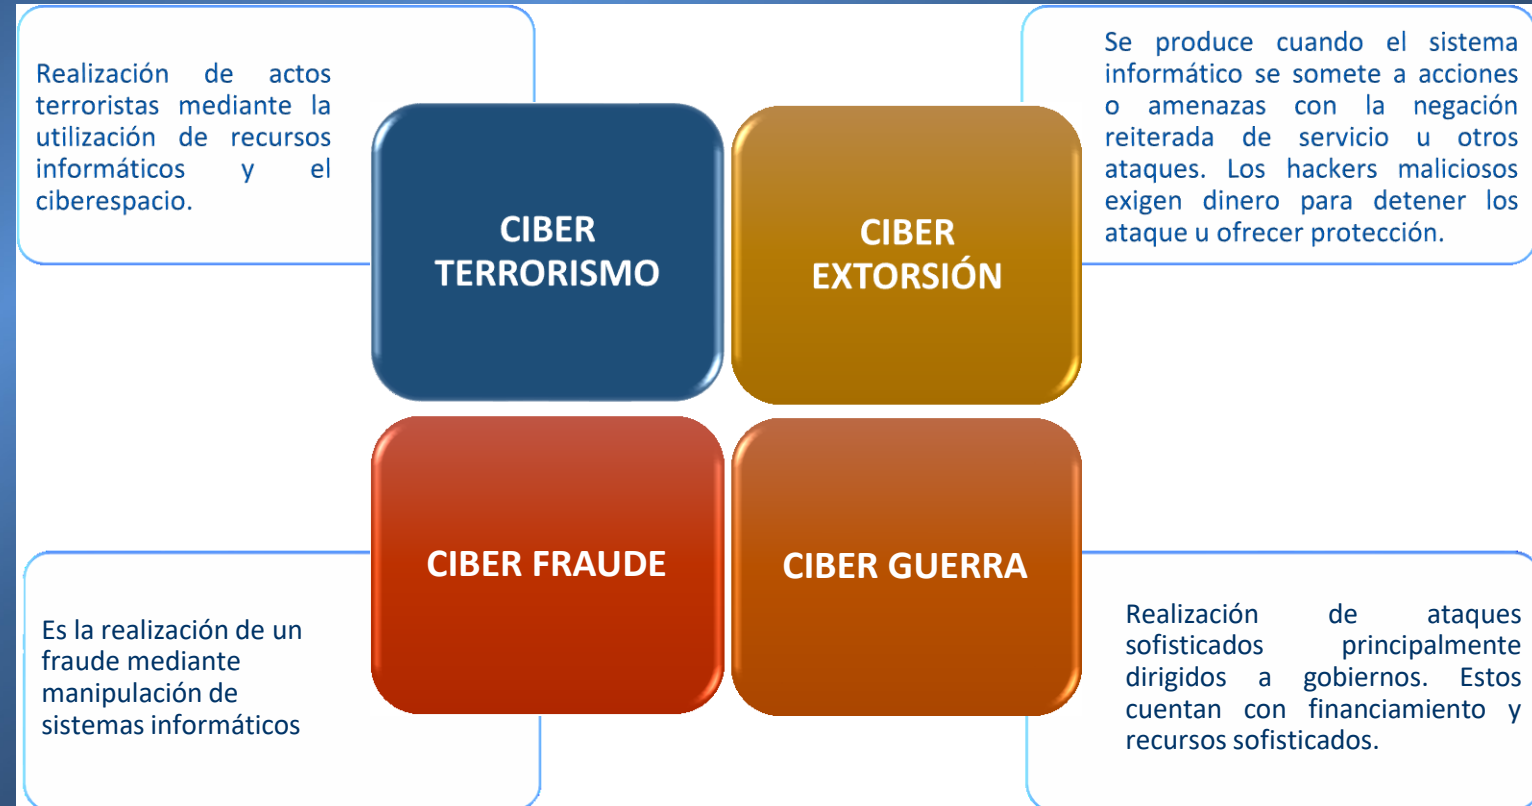 Realización de actos
terroristas mediante la
utilización de recursos
informáticos y el
ciberespacio.
CIBER
TERRORISMO
CIBER
EXTORSIÓN
Se produce cuando el sistema
informático se somete a acciones
o amenazas con la negación
reiterada de servicio u otros
ataques. Los hackers maliciosos
exigen dinero para detener los
ataque u ofrecer protección.
CIBER FRAUDE
CIBER GUERRA
Es la realización de un
fraude mediante
manipulación de
sistemas informáticos
Realización de ataques
sofisticados principalmente
dirigidos a gobiernos. Estos
cuentan con financiamiento y
recursos sofisticados.